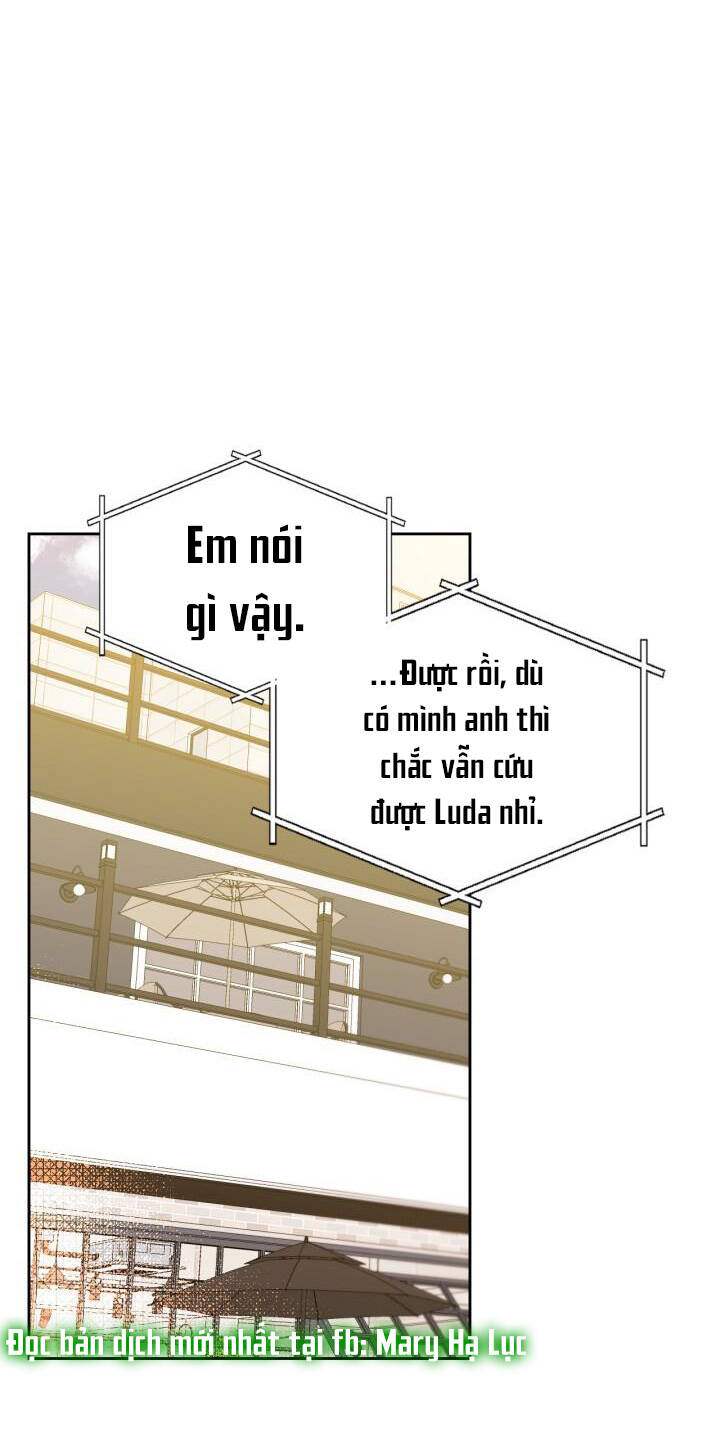 Em nói
gì vậy.
...Được rồi, dù
có mình anh thì
chắc vẫn cứu
được Luda nhỉ.
Đọc bản dịch mới nhất tại fb: Mary Hạ Lục